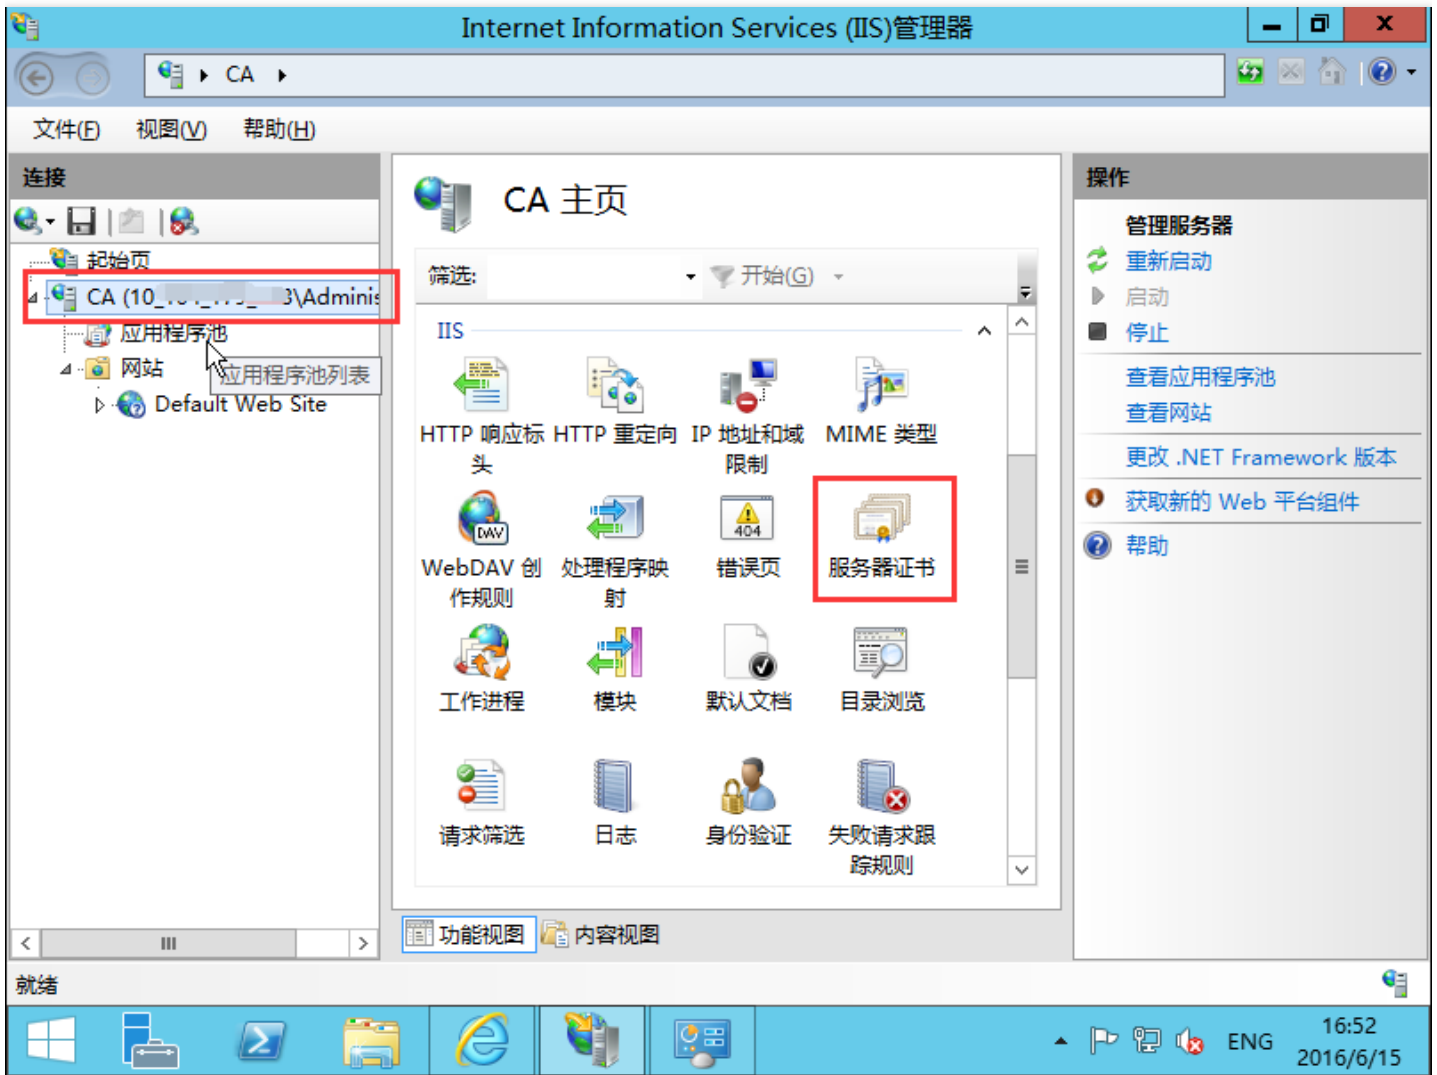 Internet Information Services (IIS)管理器
CA
文件(F) 视图(V) 帮助(H)
连接
起始页
CA (10_ 3\Adminis
应用程序池
网站
应用程序池列表
Default Web Site
CA 主页
筛选:
开始(G)
IIS
HTTP 响应标头
HTTP 重定向
IP 地址和域限制
MIME 类型
DAV
404
WebDAV 创作规则
处理程序映射
错误页
服务器证书
工作进程
模块
默认文档
目录浏览
请求筛选
日志
身份验证
失败请求跟踪规则
功能视图
内容视图
操作
管理服务器
重新启动
启动
停止
查看应用程序池
查看网站
更改 .NET Framework 版本
获取新的 Web 平台组件
帮助
就绪
ENG
16:52
2016/6/15